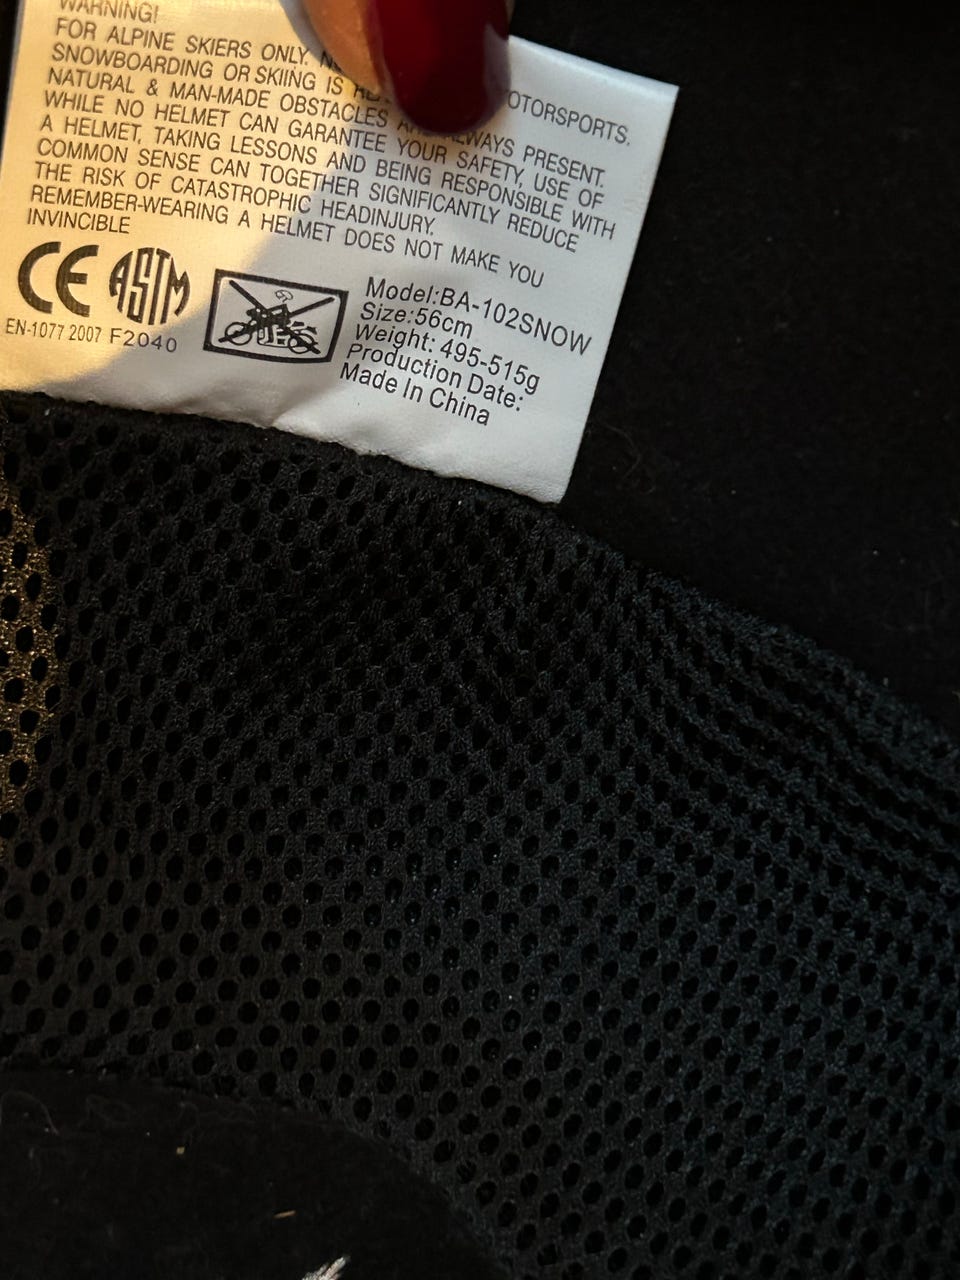 WARNING!
FOR ALPINE SKIERS ONLY. OTORSPORTS.
SNOWBOARDING OR SKIING IS
NATURAL & MAN-MADE OBSTACLES ALWAYS PRESENT.
WHILE NO HELMET CAN GARANTEE YOUR SAFETY, USE OF
A HELMET, TAKING LESSONS AND BEING RESPONSIBLE WITH
COMMON SENSE CAN TOGETHER SIGNIFICANTLY REDUCE
THE RISK OF CATASTROPHIC HEADINJURY.
REMEMBER-WEARING A HELMET DOES NOT MAKE YOU
INVINCIBLE
CE ASTM
EN-1077 2007 F2040
Model:BA-102SNOW
Size:56cm
Weight: 495-515g
Production Date:
Made In China